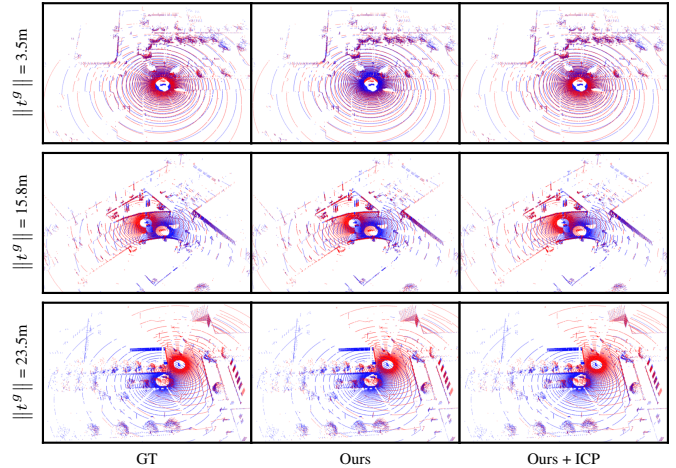 ||t^g|| = 3.5m
||t^g|| = 15.8m
||t^g|| = 23.5m
GT Ours Ours + ICP